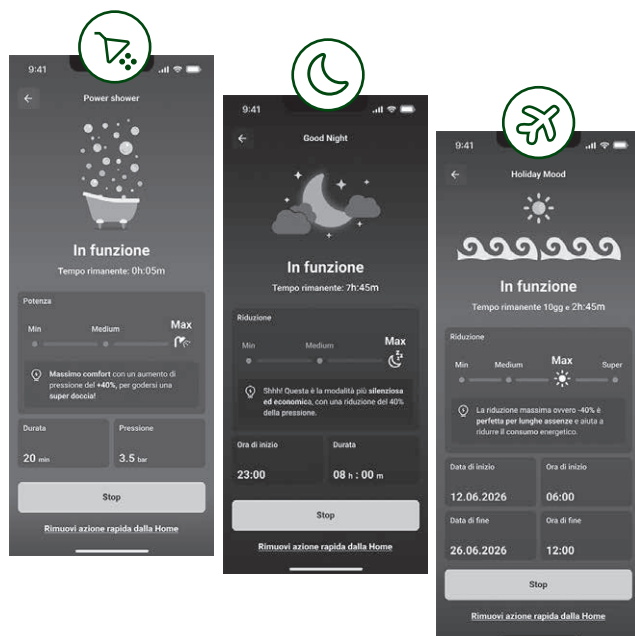 9:41
Power shower
In funzione
Tempo rimanente: 0h:05m
Potenza
Min Medium Max
Massimo comfort con un aumento di
pressione del +40%, per godersi una
super doccia!
Durata Pressione
20 min 3.5 bar
Stop
Rimuovi azione rapida dalla Home
9:41
Good Night
In funzione
Tempo rimanente: 7h:45m
Riduzione
Min Medium Max
Shhh! Questa è la modalità più silenziosa
ed economica, con una riduzione del 40%
della pressione.
Ora di inizio Durata
23:00 08 h : 00 m
Stop
Rimuovi azione rapida dalla Home
9:41
Holiday Mood
In funzione
Tempo rimanente 10gg e 2h:45m
Riduzione
Min Medium Max Super
La riduzione massima ovvero -40% è
perfetta per lunghe assenze e aiuta a
ridurre il consumo energetico.
Data di inizio Ora di inizio
12.06.2026 06:00
Data di fine Ora di fine
26.06.2026 12:00
Stop
Rimuovi azione rapida dalla Home